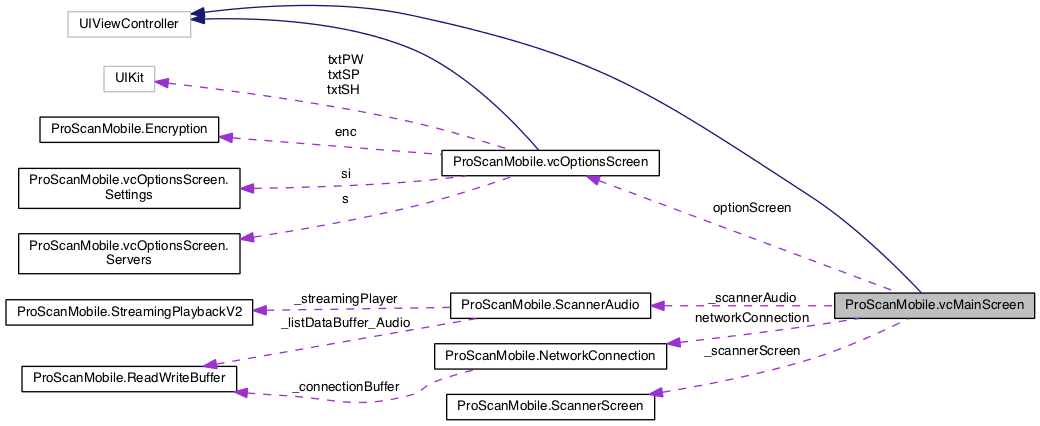 UIViewController
UIKit
txtPW
txtSP
txtSH
ProScanMobile.Encryption
enc
ProScanMobile.vcOptionsScreen
ProScanMobile.vcOptionsScreen.
Settings
si
s
optionScreen
ProScanMobile.vcOptionsScreen.
Servers
ProScanMobile.StreamingPlaybackV2
_streamingPlayer
ProScanMobile.ScannerAudio
_scannerAudio
ProScanMobile.vcMainScreen
_listDataBuffer_Audio
networkConnection
ProScanMobile.NetworkConnection
_scannerScreen
ProScanMobile.ReadWriteBuffer
_connectionBuffer
ProScanMobile.ScannerScreen